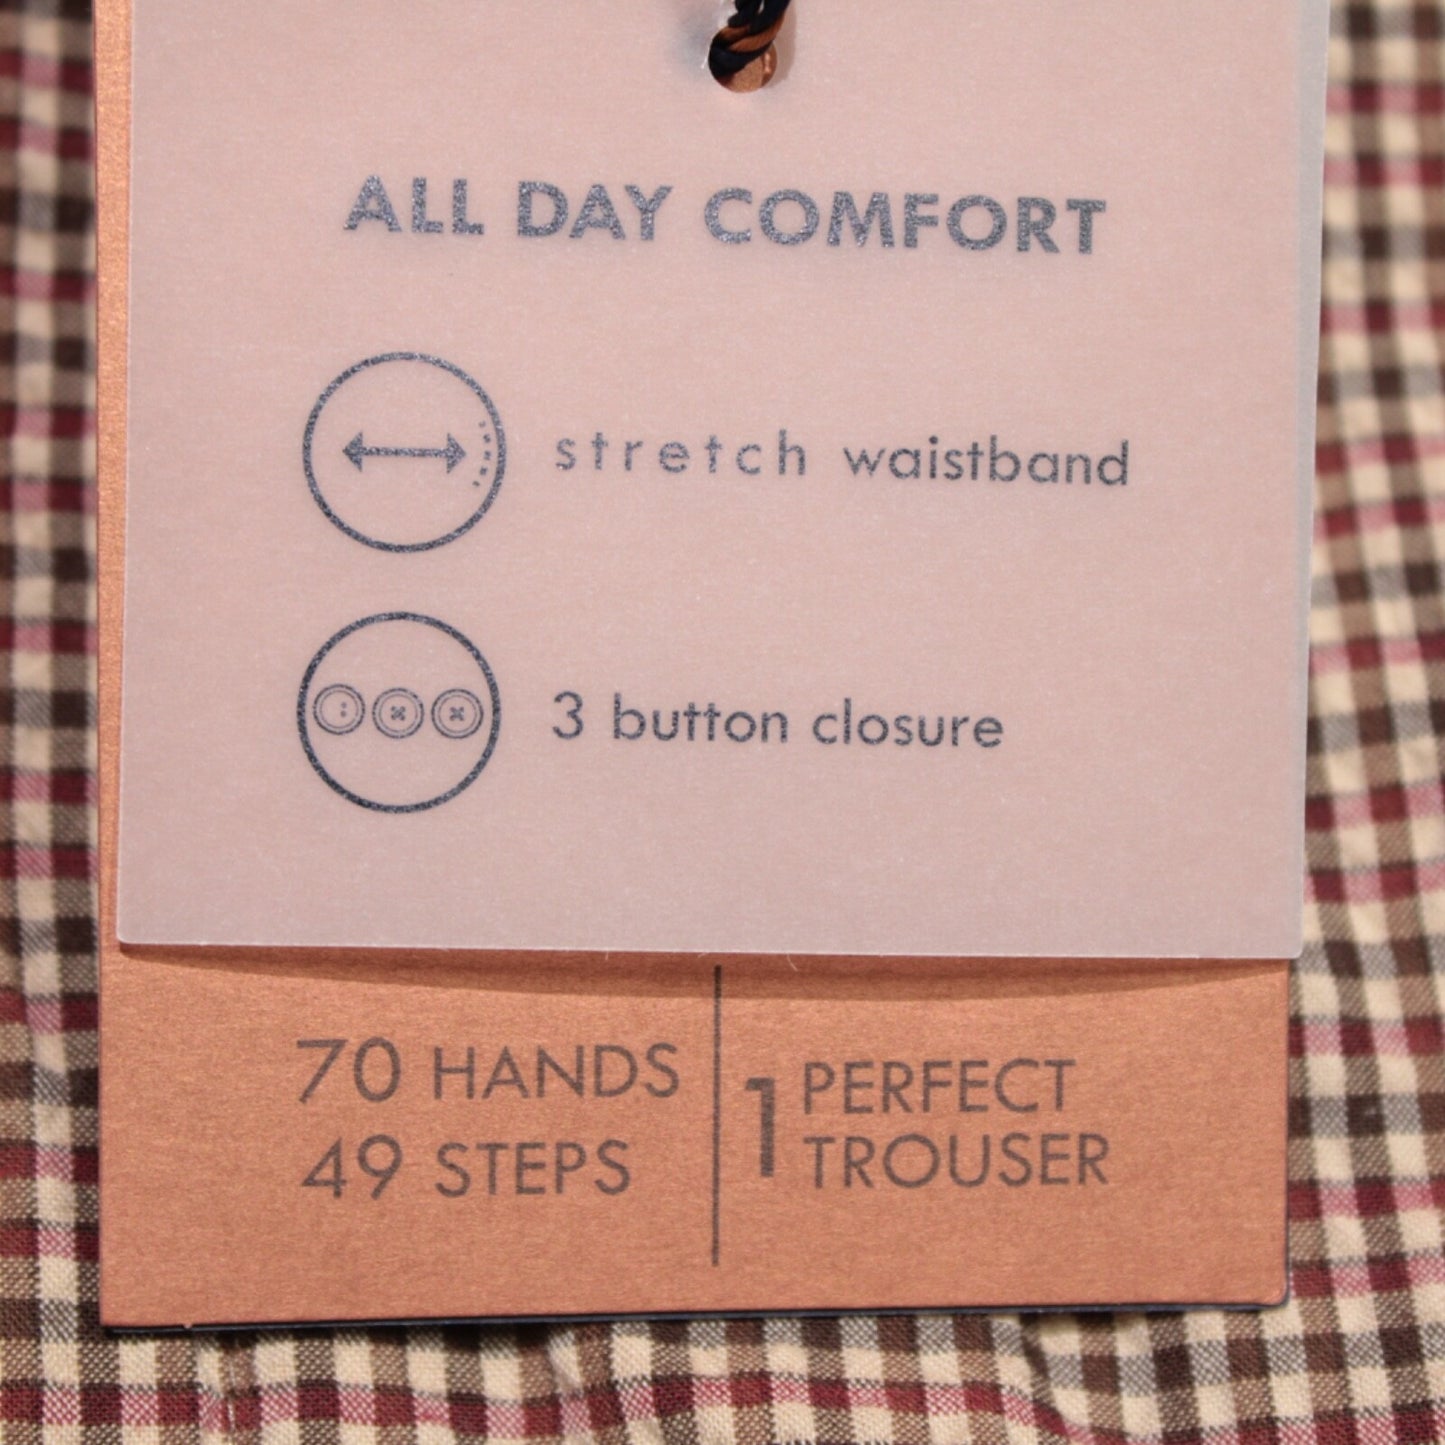 ALL DAY COMFORT
stretch waistband
3 button closure
70 HANDS
49 STEPS
1 PERFECT
TROUSER